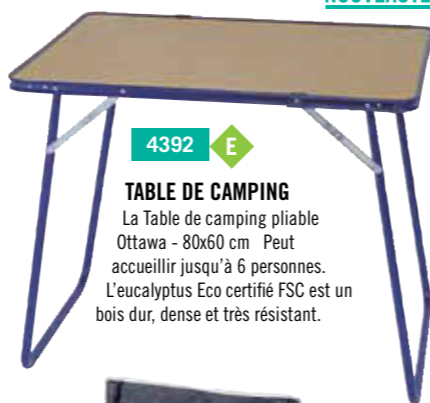 NOUVEAUTÉ
4392 E
TABLE DE CAMPING
La Table de camping pliable
Ottawa - 80x60 cm Peut
accueillir jusqu'à 6 personnes.
L'eucalyptus Eco certifié FSC est un
bois dur, dense et très résistant.